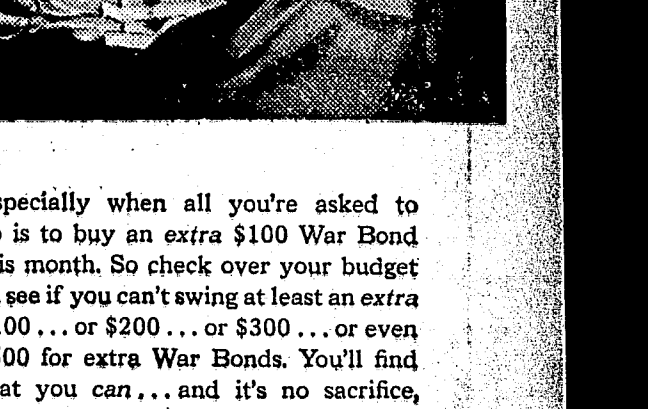 specially when all you're asked to
is to buy an extra $100 War Bond
is month. So check over your budget
see if you can't swing at least an extra
00 ... or $200 ... or $300 ... or even
00 for extra War Bonds. You'll find
at you can ... and it's no sacrifice,